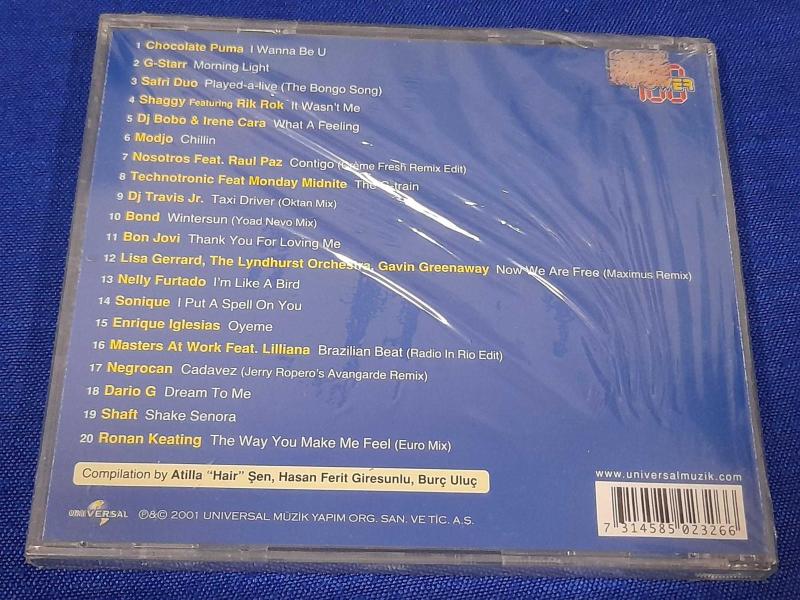 1 Chocolate Puma I Wanna Be U
2 G-Starr Morning Light
3 Safri Duo Played-a-live (The Bongo Song)
4 Shaggy Featuring Rik Rok It Wasn't Me
5 Dj Bobo & Irene Cara What A Feeling
6 Modjo Chillin
7 Nosotros Feat. Raul Paz Contigo (Crème Fresh Remix Edit)
8 Technotronic Feat Monday Midnite The
9 Dj Travis Jr. Taxi Driver (Oktan Mix)
10 Bond Wintersun (Yoad Nevo Mix)
11 Bon Jovi Thank You For Loving Me
12 Lisa Gerrard, The Lyndhurst Orchestra, Gavin Greenaway Now We Are Free (Maximus Remix)
13 Nelly Furtado I'm Like A Bird
14 Sonique I Put A Spell On You
15 Enrique Iglesias Oyeme
16 Masters At Work Feat. Lilliana Brazilian Beat (Radio In Rio Edit)
17 Negrocan Cadavez (Jerry Ropero's Avangarde Remix)
18 Dario G Dream To Me
19 Shaft Shake Senora
20 Ronan Keating The Way You Make Me Feel (Euro Mix)
Compilation by Atilla "Hair" Şen, Hasan Ferit Giresunlu, Burç Uluç
www.universalmuzik.com
UNIVERSAL
℗&© 2001 UNIVERSAL MÜZİK YAPIM ORG. SAN. VE TİC. A.Ş.
7 314585 023266